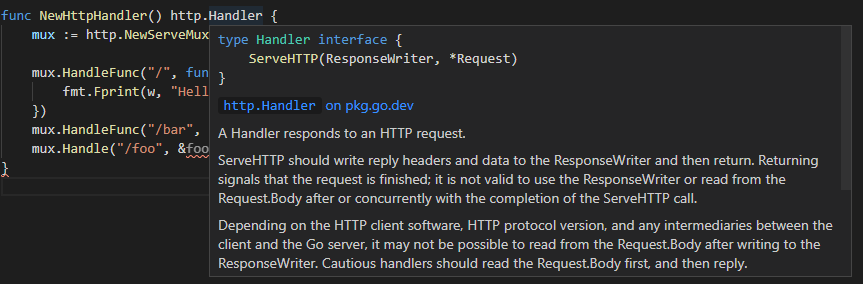 func NewHttpHandler() http.Handler {
mux := http.NewServeMux
mux.HandleFunc("/", fun
fmt.Fprint(w, "Hell
})
mux.HandleFunc("/bar",
mux.Handle("/foo", &foo
}
type Handler interface {
ServeHTTP(ResponseWriter, *Request)
}
http.Handler on pkg.go.dev
A Handler responds to an HTTP request.
ServeHTTP should write reply headers and data to the ResponseWriter and then return. Returning
signals that the request is finished; it is not valid to use the ResponseWriter or read from the
Request.Body after or concurrently with the completion of the ServeHTTP call.
Depending on the HTTP client software, HTTP protocol version, and any intermediaries between the
client and the Go server, it may not be possible to read from the Request.Body after writing to the
ResponseWriter. Cautious handlers should read the Request.Body first, and then reply.